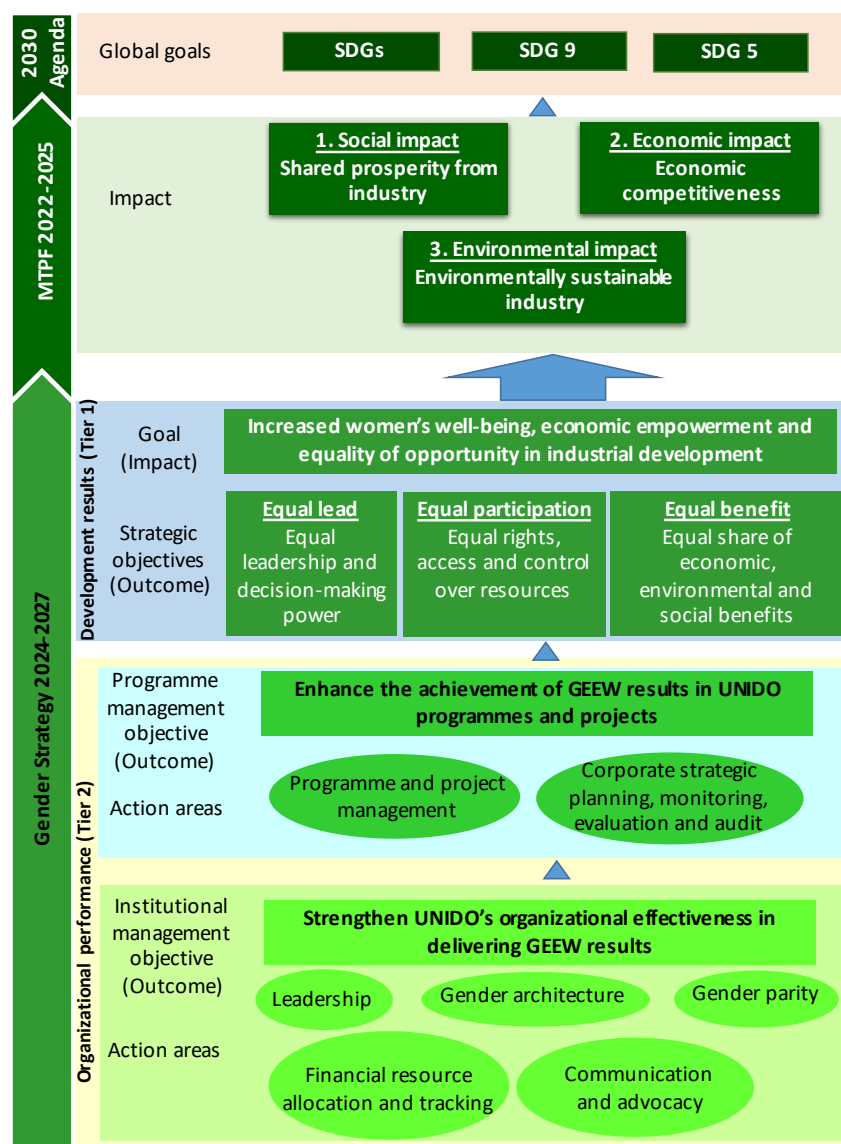 2030
Agenda
Global goals
SDGs
SDG 9
SDG 5
MTPF 2022-2025
Impact
1. Social impact
Shared prosperity from
industry
2. Economic impact
Economic
competitiveness
3. Environmental impact
Environmentally sustainable
industry
Gender Strategy 2024-2027
Development results (Tier 1)
Goal
(Impact)
Increased women's well-being, economic empowerment and
equality of opportunity in industrial development
Strategic
objectives
(Outcome)
Equal lead
Equal
leadership and
decision-making
power
Equal participation
Equal rights,
access and control
over resources
Equal benefit
Equal share of
economic,
environmental and
social benefits
Organizational performance (Tier 2)
Programme
management
objective
(Outcome)
Enhance the achievement of GEEW results in UNIDO
programmes and projects
Action areas
Programme and project
management
Corporate strategic
planning, monitoring,
evaluation and audit
Institutional
management
objective
(Outcome)
Strengthen UNIDO's organizational effectiveness in
delivering GEEW results
Leadership
Gender architecture
Gender parity
Action areas
Financial resource
allocation and tracking
Communication
and advocacy